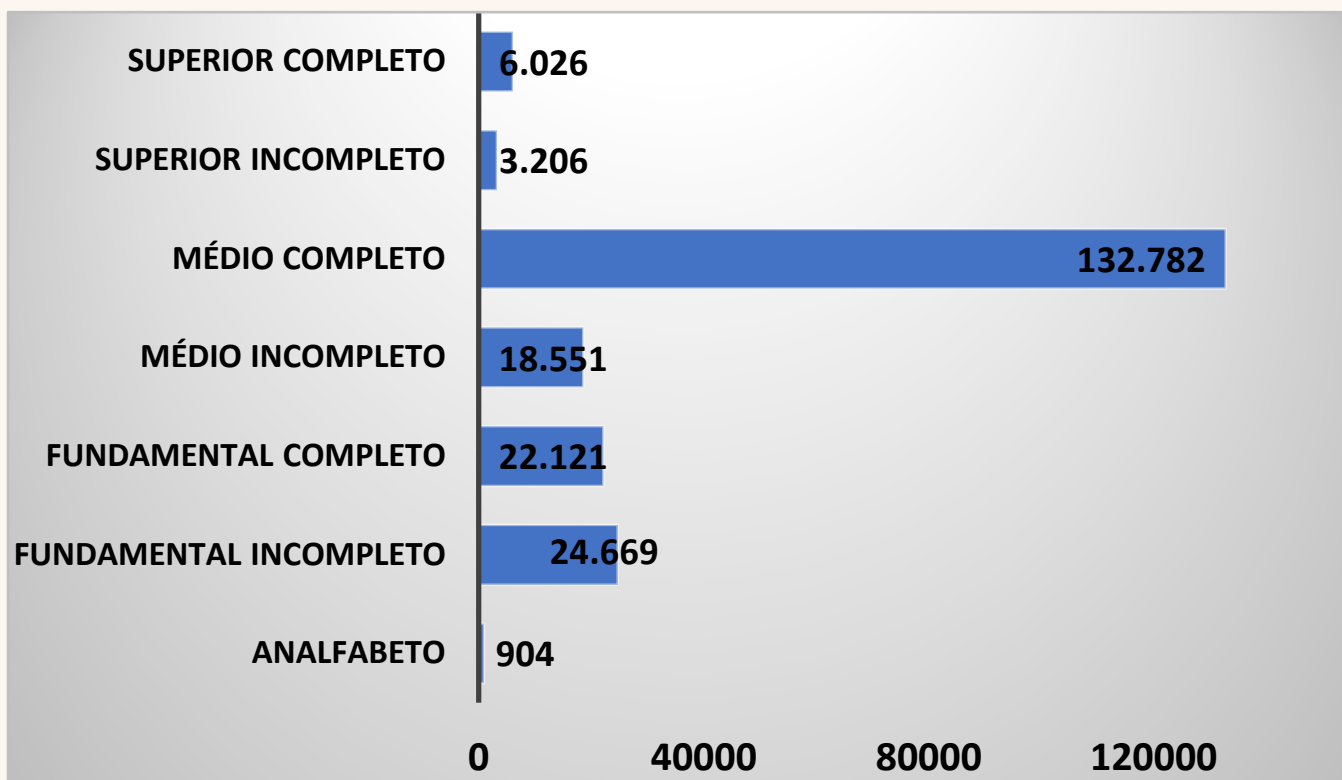 SUPERIOR COMPLETO 6.026
SUPERIOR INCOMPLETO 3.206
MÉDIO COMPLETO 132.782
MÉDIO INCOMPLETO 18.551
FUNDAMENTAL COMPLETO 22.121
FUNDAMENTAL INCOMPLETO 24.669
ANALFABETO 904
0 40000 80000 120000